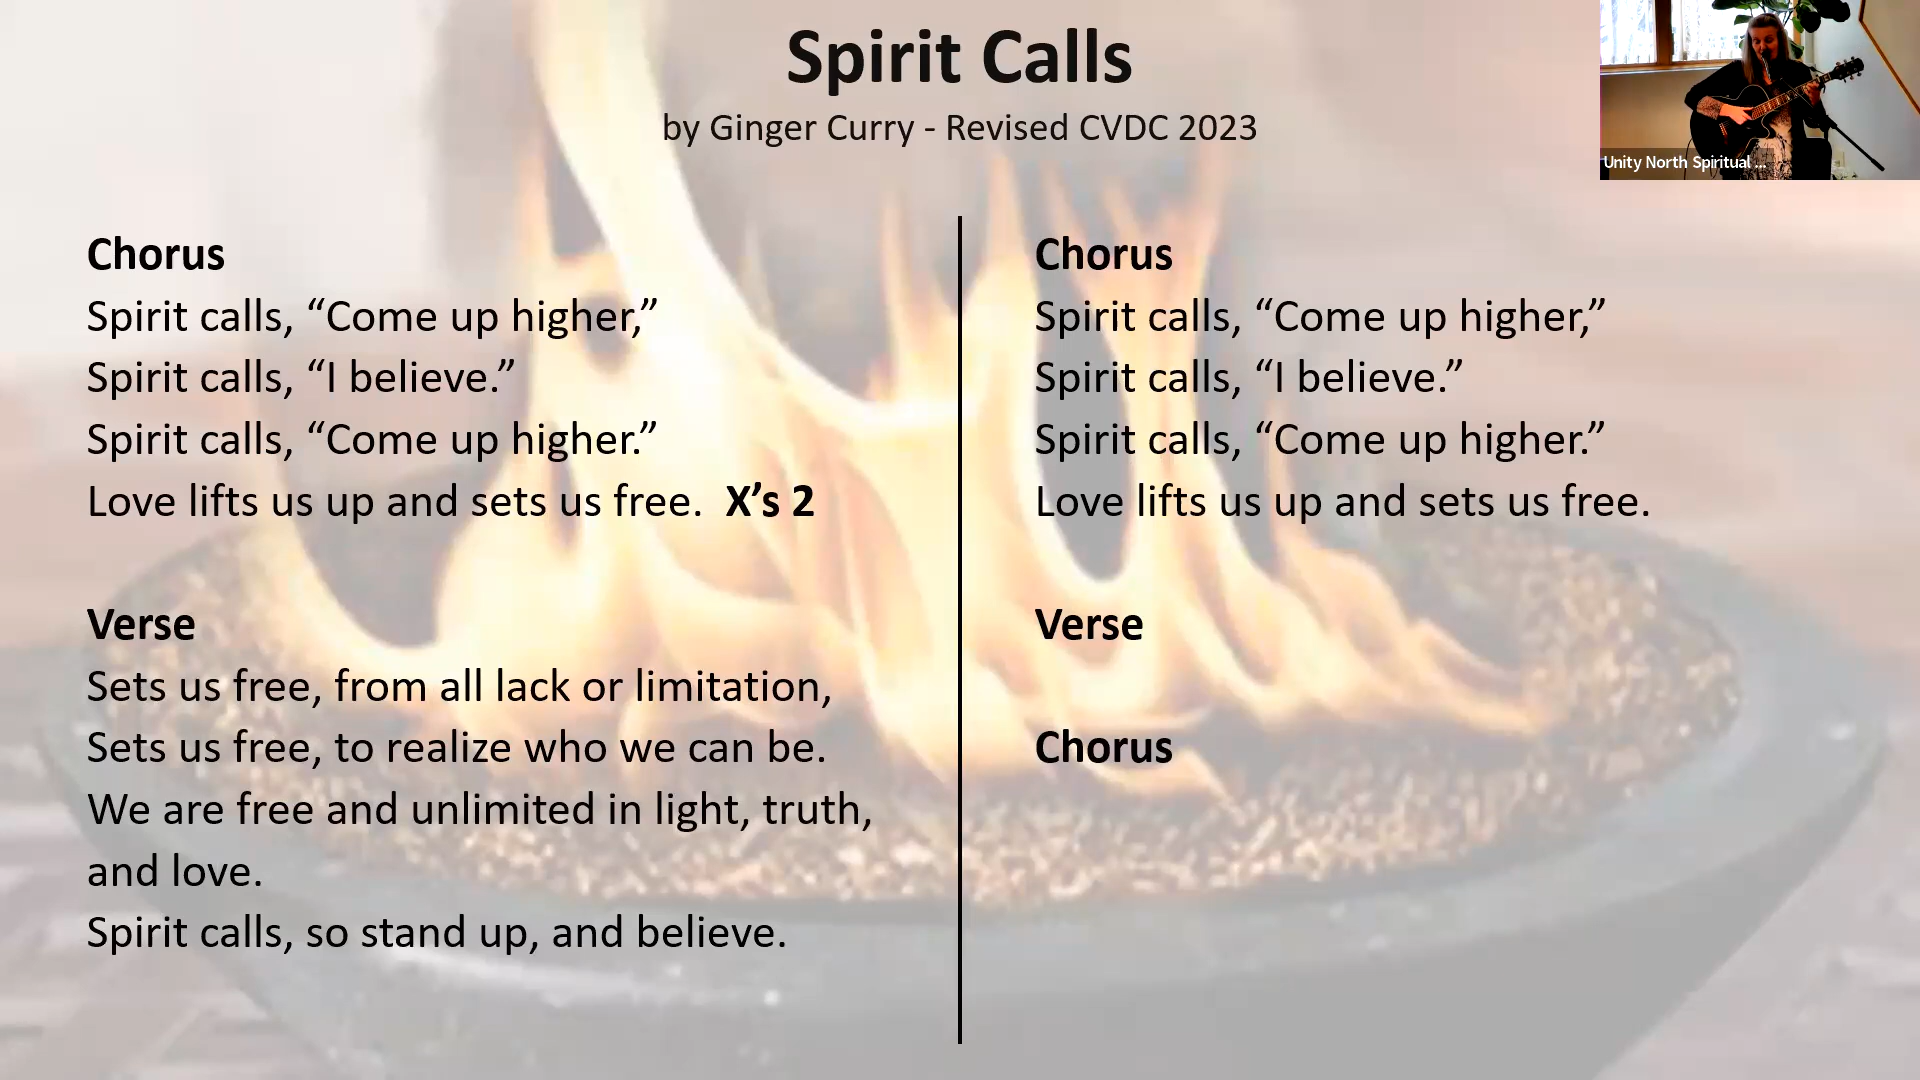 Spirit Calls
by Ginger Curry - Revised CVDC 2023
Unity North Spiritual ...
Chorus
Spirit calls, “Come up higher,”
Spirit calls, “I believe.”
Spirit calls, “Come up higher.”
Love lifts us up and sets us free. X’s 2
Verse
Sets us free, from all lack or limitation,
Sets us free, to realize who we can be.
We are free and unlimited in light, truth,
and love.
Spirit calls, so stand up, and believe.
Chorus
Spirit calls, “Come up higher,”
Spirit calls, “I believe.”
Spirit calls, “Come up higher.”
Love lifts us up and sets us free.
Verse
Chorus